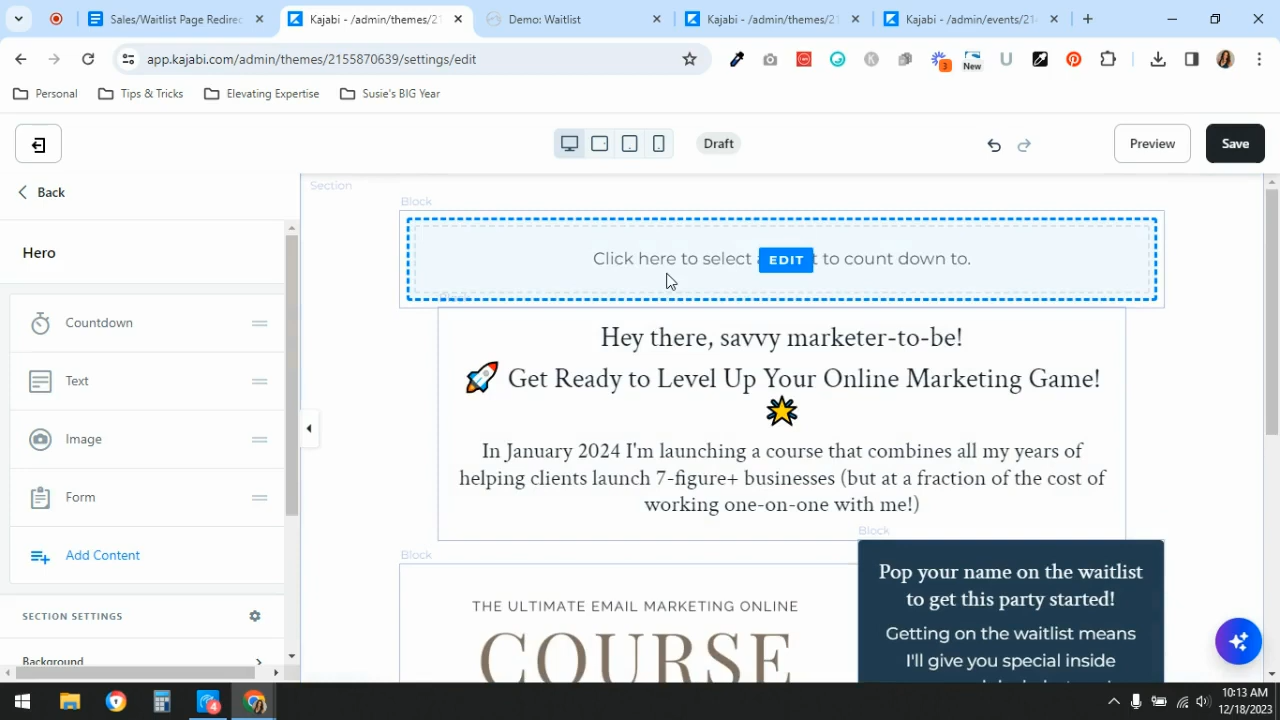 Sales/Waitlist Page Redirec
Kajabi - /admin/themes/21
Demo: Waitlist
Kajabi - /admin/themes/21
Kajabi - /admin/events/214
app.kajabi.com/admin/themes/2155870639/settings/edit
3
New
Personal
Tips & Tricks
Elevating Expertise
Susie's BIG Year
Draft
Preview
Save
Back
Section
Block
Hero
Click here to select
EDIT
to count down to.
Countdown
Text
Image
Form
Add Content
SECTION SETTINGS
Background
Hey there, savvy marketer-to-be!
🚀 Get Ready to Level Up Your Online Marketing Game!
🌟
In January 2024 I'm launching a course that combines all my years of
helping clients launch 7-figure+ businesses (but at a fraction of the cost of
working one-on-one with me!)
Block
Block
THE ULTIMATE EMAIL MARKETING ONLINE
COURSE
Pop your name on the waitlist
to get this party started!
Getting on the waitlist means
I'll give you special inside
4
10:13 AM
12/18/2023